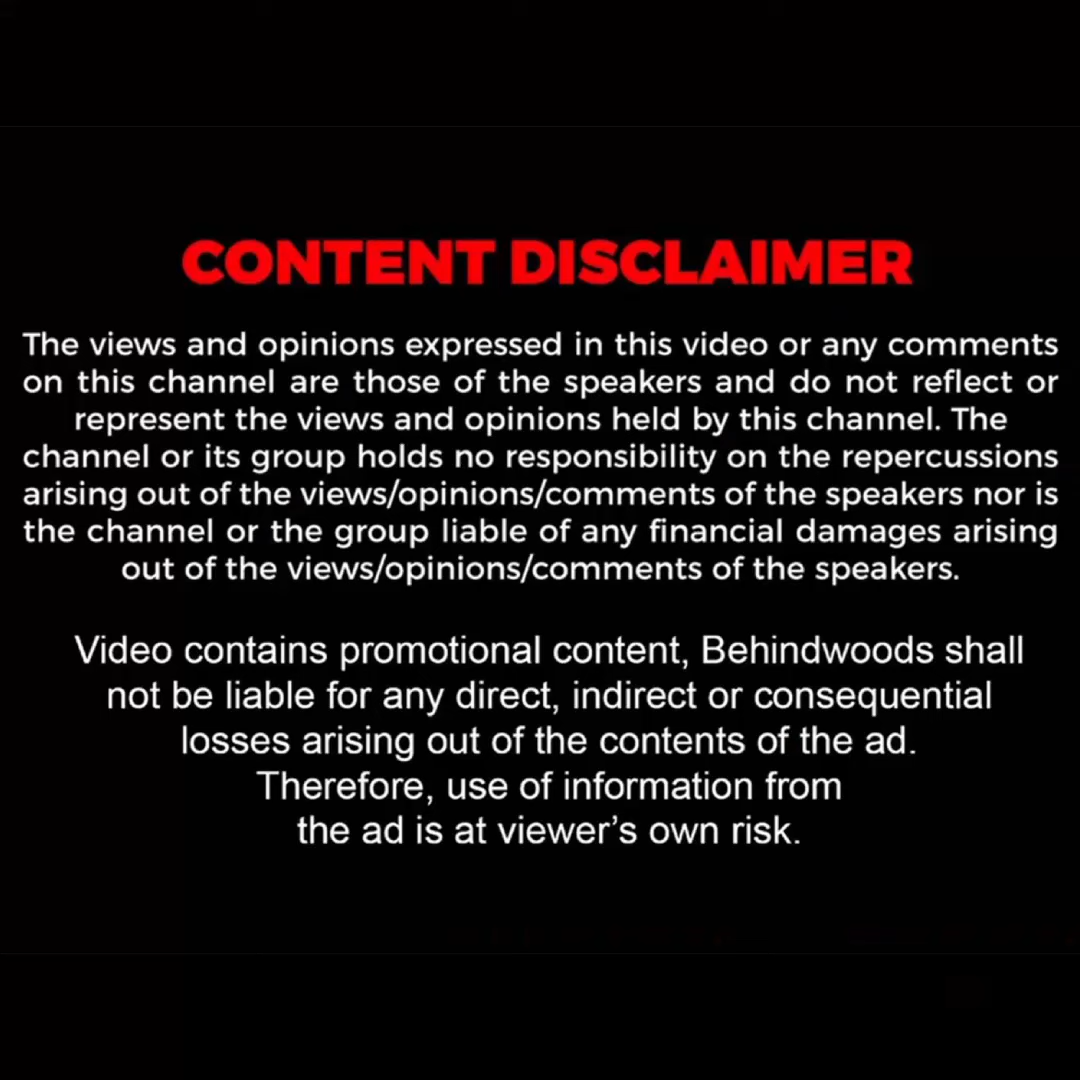 CONTENT DISCLAIMER
The views and opinions expressed in this video or any comments
on this channel are those of the speakers and do not reflect or
represent the views and opinions held by this channel. The
channel or its group holds no responsibility on the repercussions
arising out of the views/opinions/comments of the speakers nor is
the channel or the group liable of any financial damages arising
out of the views/opinions/comments of the speakers.
Video contains promotional content, Behindwoods shall
not be liable for any direct, indirect or consequential
losses arising out of the contents of the ad.
Therefore, use of information from
the ad is at viewer’s own risk.